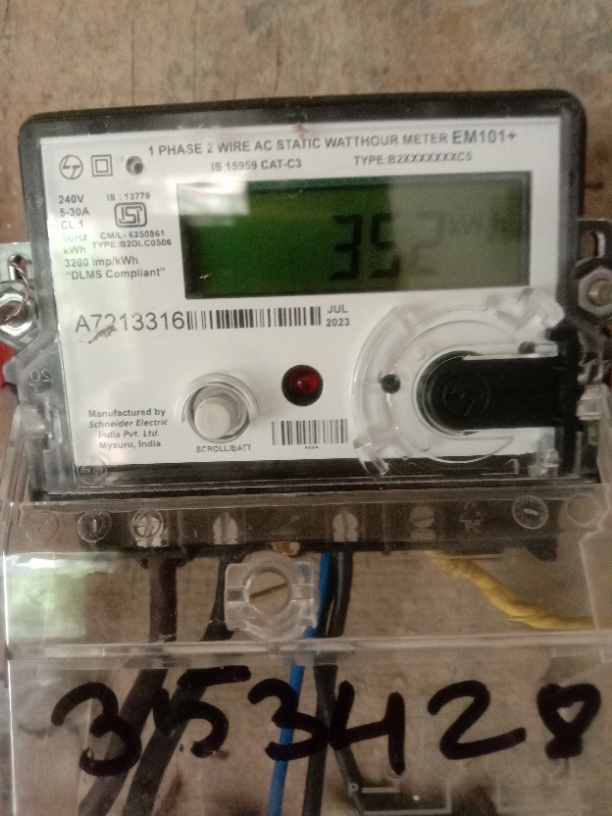 1 PHASE 2 WIRE AC STATIC WATTHOUR METER EM101+
IS 15959 CAT-C3 TYPE:B2XXXXXXXC5
240V IS : 13779
5-30A
CL 1
50Hz CM/L- 6250861
kWh TYPE:B2DLC0506
3200 imp/kWh
"DLMS Compliant"
352 kWh
A7213316 JUL
2023
Manufactured by
Schneider Electric
India Pvt. Ltd.
Mysuru, India
SCROLL/BATT
353428